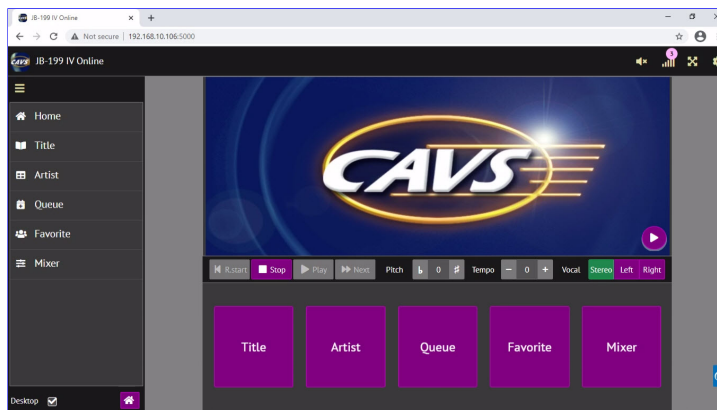 JB-199 IV Online
Not secure | 192.168.10.106:5000
CAVS JB-199 IV Online
3
Home
Title
Artist
Queue
Favorite
Mixer
CAVS
R.start Stop Play Next Pitch ♭ 0 ♯ Tempo − 0 + Vocal Stereo Left Right
Title Artist Queue Favorite Mixer
Desktop